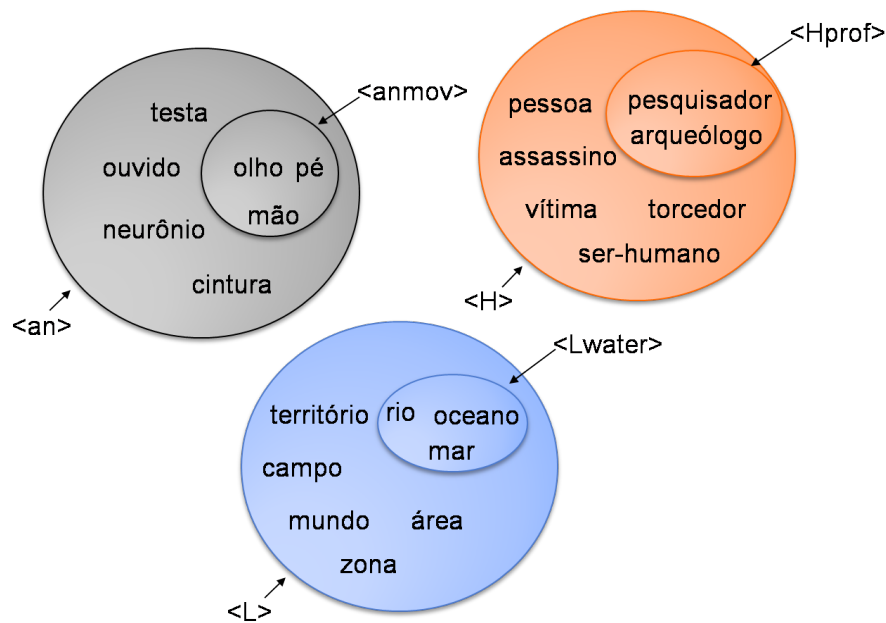 <anmov>
testa
ouvido
olho pé
mão
neurônio
cintura
<an>
<Hprof>
pessoa
pesquisador
arqueólogo
assassino
vítima
torcedor
ser-humano
<H>
<Lwater>
território
rio
oceano
mar
campo
mundo
área
zona
<L>